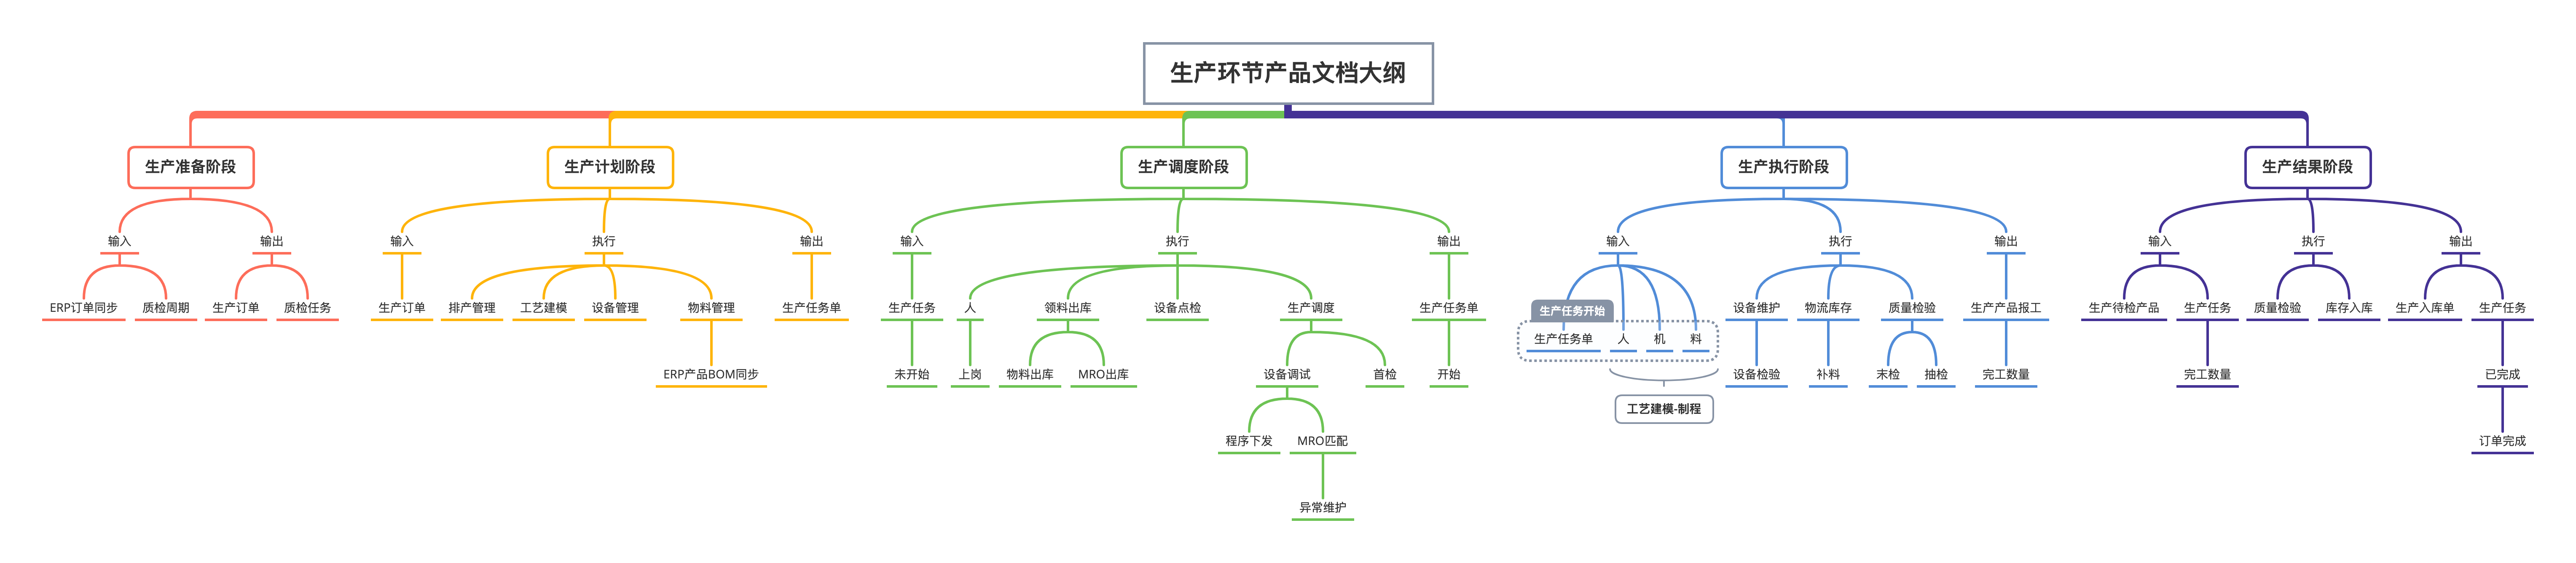 生产环节产品文档大纲
生产准备阶段
生产计划阶段
生产调度阶段
生产执行阶段
生产结果阶段
输入
输出
输入
执行
输出
输入
执行
输出
输入
执行
输出
输入
执行
输出
ERP订单同步
质检周期
生产订单
质检任务
生产订单
排产管理
工艺建模
设备管理
物料管理
生产任务单
生产任务
人
领料出库
设备点检
生产调度
生产任务单
生产任务开始
设备维护
物流库存
质量检验
生产产品报工
生产待检产品
生产任务
质量检验
库存入库
生产入库单
生产任务
生产任务单
人
机
料
ERP产品BOM同步
未开始
上岗
物料出库
MRO出库
设备调试
首检
开始
设备检验
补料
末检
抽检
完工数量
完工数量
已完成
工艺建模-制程
程序下发
MRO匹配
订单完成
异常维护